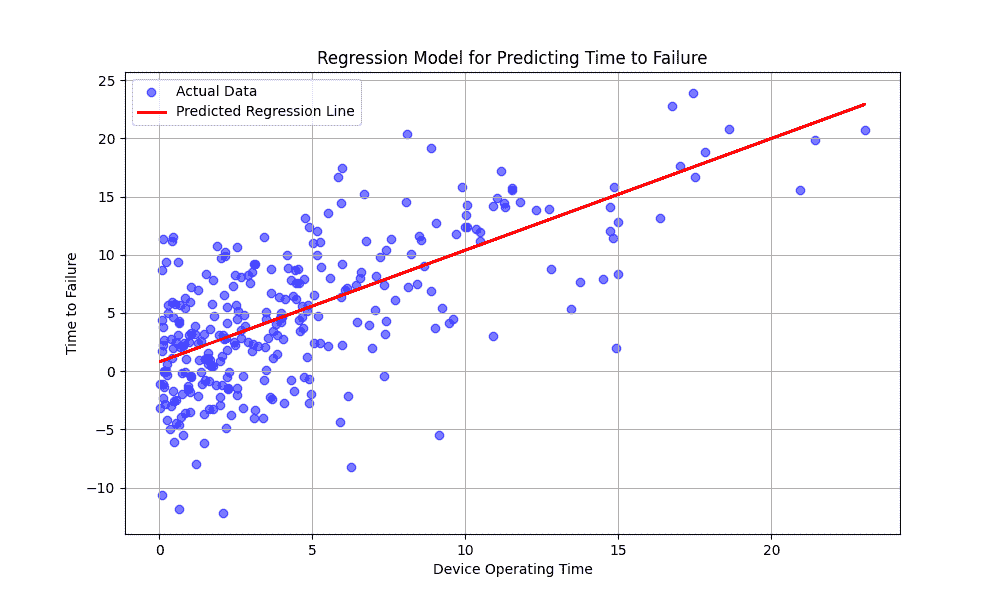 Regression Model for Predicting Time to Failure
Actual Data
Predicted Regression Line
25
20
15
10
5
0
−5
−10
Time to Failure
0
5
10
15
20
Device Operating Time